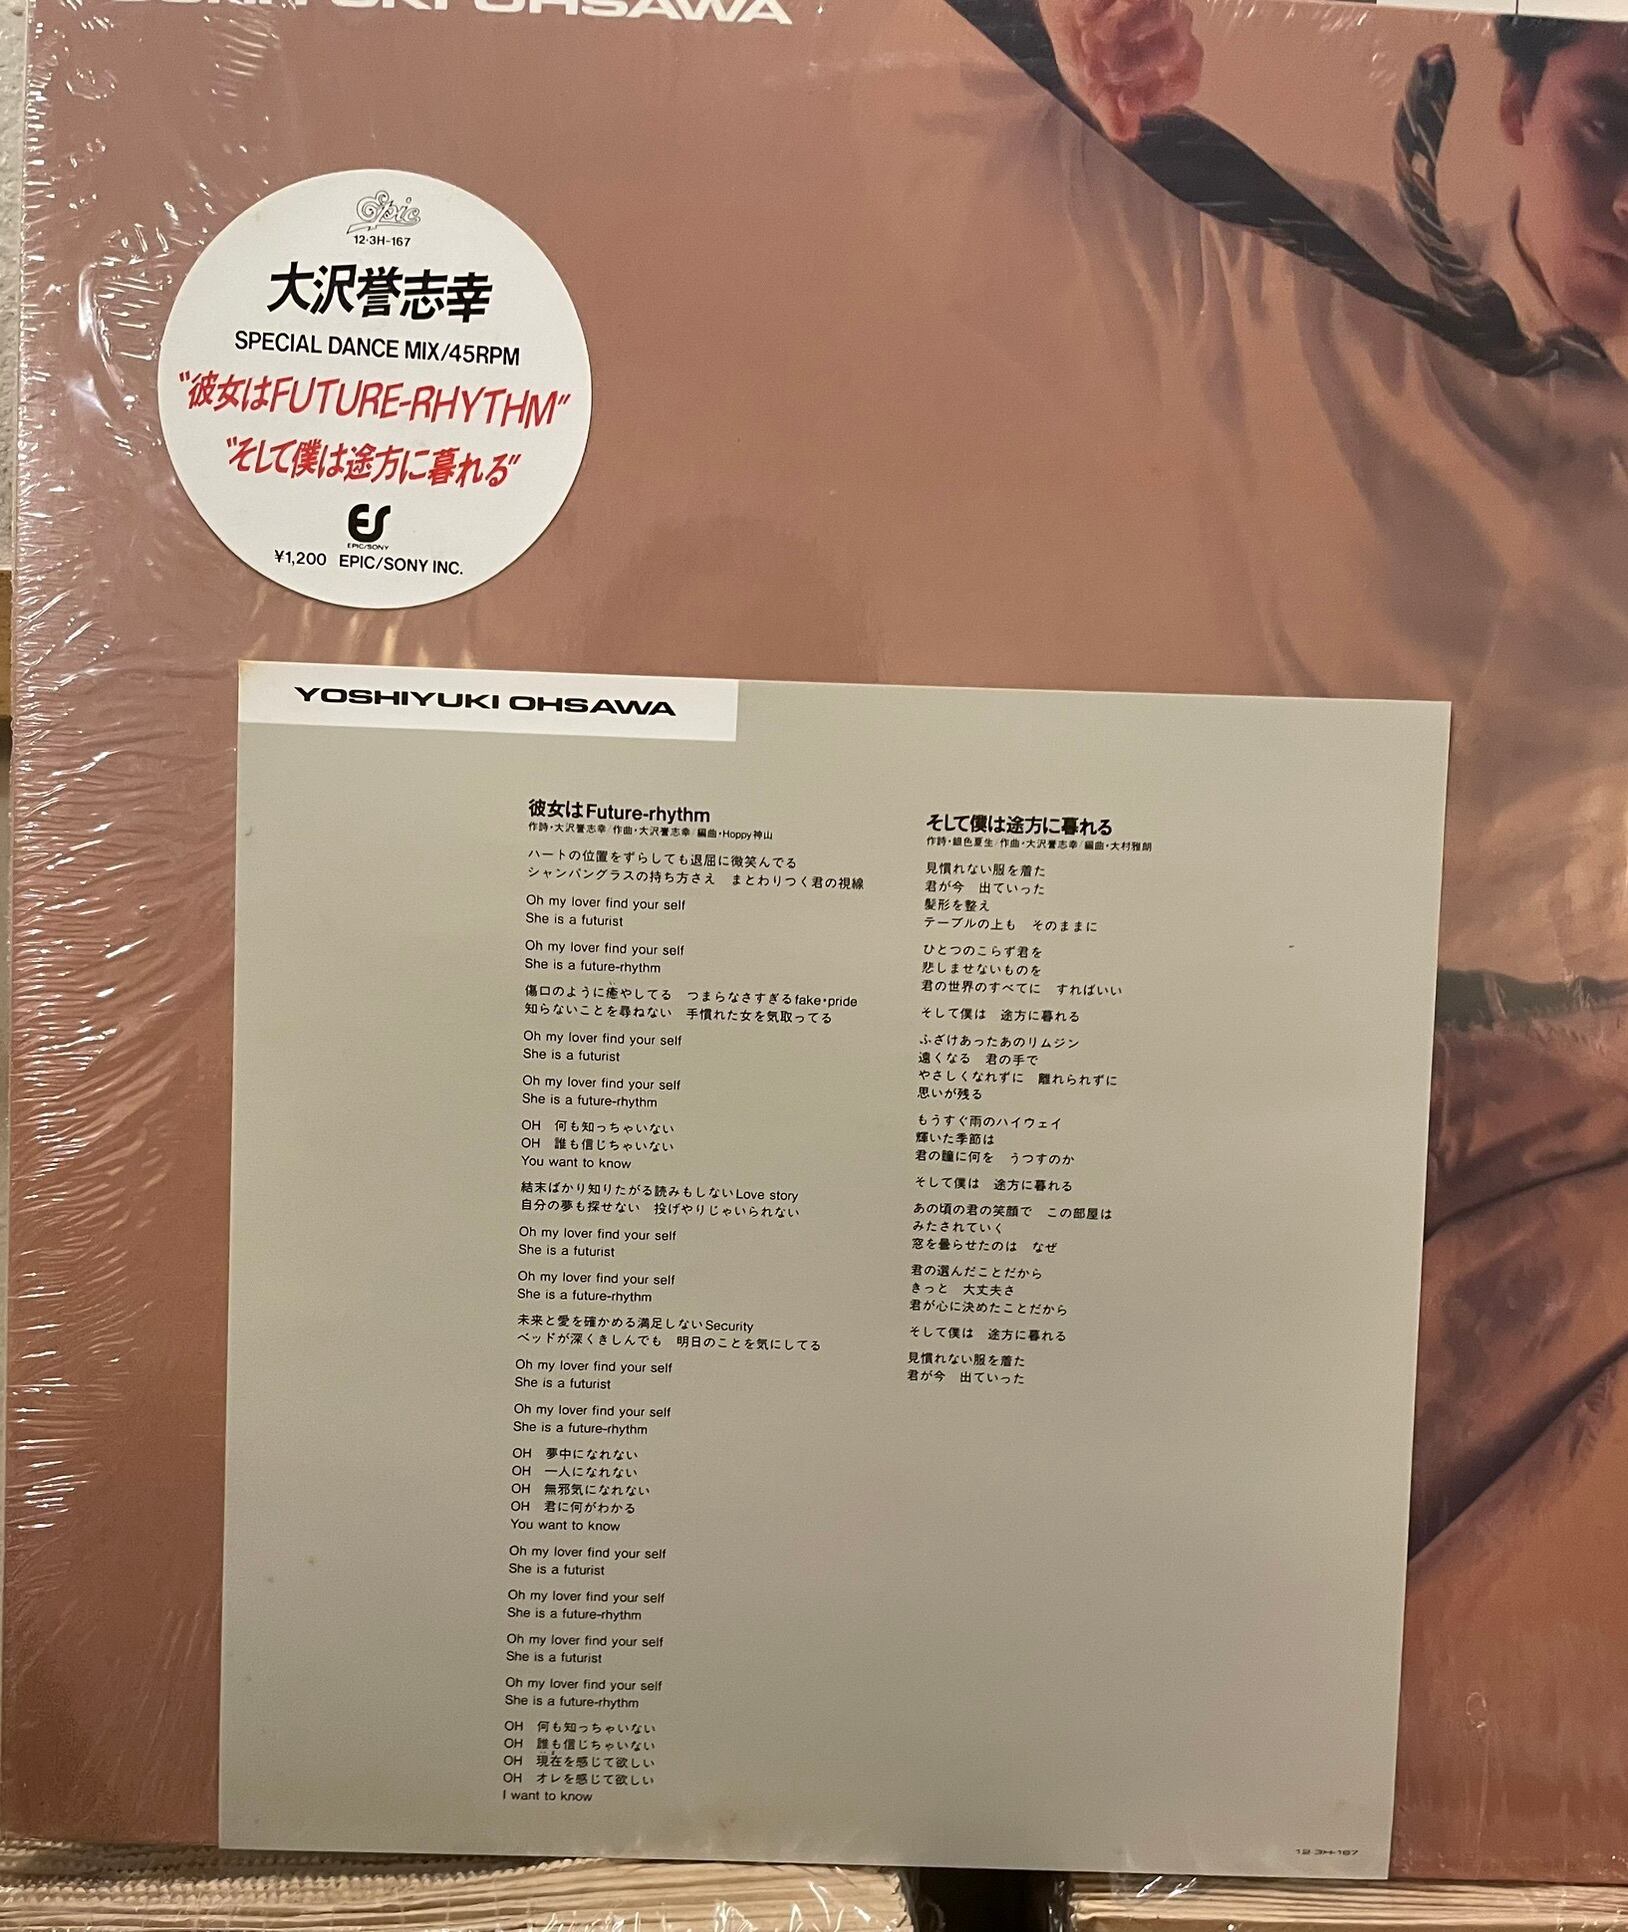 OHSAWA
Epic
12·3H-167
大沢誉志幸
SPECIAL DANCE MIX/45RPM
"彼女はFUTURE-RHYTHM"
"そして僕は途方に暮れる"
ES
EPIC/SONY
¥1,200 EPIC/SONY INC.
YOSHIYUKI OHSAWA
彼女はFuture-rhythm
作詩・大沢誉志幸/作曲・大沢誉志幸/編曲・Hoppy神山
ハートの位置をずらしても退屈に微笑んでる
シャンパングラスの持ち方さえ　まとわりつく君の視線
Oh my lover find your self
She is a futurist
Oh my lover find your self
She is a future-rhythm
傷口のように癒やしてる　つまらなさすぎるfake・pride
知らないことを尋ねない　手慣れた女を気取ってる
Oh my lover find your self
She is a futurist
Oh my lover find your self
She is a future-rhythm
OH　何も知っちゃいない
OH　誰も信じちゃいない
You want to know
結末ばかり知りたがる読みもしないLove story
自分の夢も探せない　投げやりじゃいられない
Oh my lover find your self
She is a futurist
Oh my lover find your self
She is a future-rhythm
未来と愛を確かめる満足しないSecurity
ベッドが深くきしんでも　明日のことを気にしてる
Oh my lover find your self
She is a futurist
Oh my lover find your self
She is a future-rhythm
OH　夢中になれない
OH　一人になれない
OH　無邪気になれない
OH　君に何がわかる
You want to know
Oh my lover find your self
She is a futurist
Oh my lover find your self
She is a future-rhythm
Oh my lover find your self
She is a futurist
Oh my lover find your self
She is a future-rhythm
OH　何も知っちゃいない
OH　誰も信じちゃいない
OH　現在を感じて欲しい
OH　オレを感じて欲しい
I want to know
そして僕は途方に暮れる
作詩・銀色夏生/作曲・大沢誉志幸/編曲・大村雅朗
見慣れない服を着た
君が今　出ていった
髪形を整え
テーブルの上も　そのままに
ひとつのこらず君を
悲しませないものを
君の世界のすべてに　すればいい
そして僕は　途方に暮れる
ふざけあったあのリムジン
遠くなる　君の手で
やさしくなれずに　離れられずに
思いが残る
もうすぐ雨のハイウェイ
輝いた季節は
君の瞳に何を　うつすのか
そして僕は　途方に暮れる
あの頃の君の笑顔で　この部屋は
みたされていく
窓を曇らせたのは　なぜ
君の選んだことだから
きっと　大丈夫さ
君が心に決めたことだから
そして僕は　途方に暮れる
見慣れない服を着た
君が今　出ていった
12·3H-167